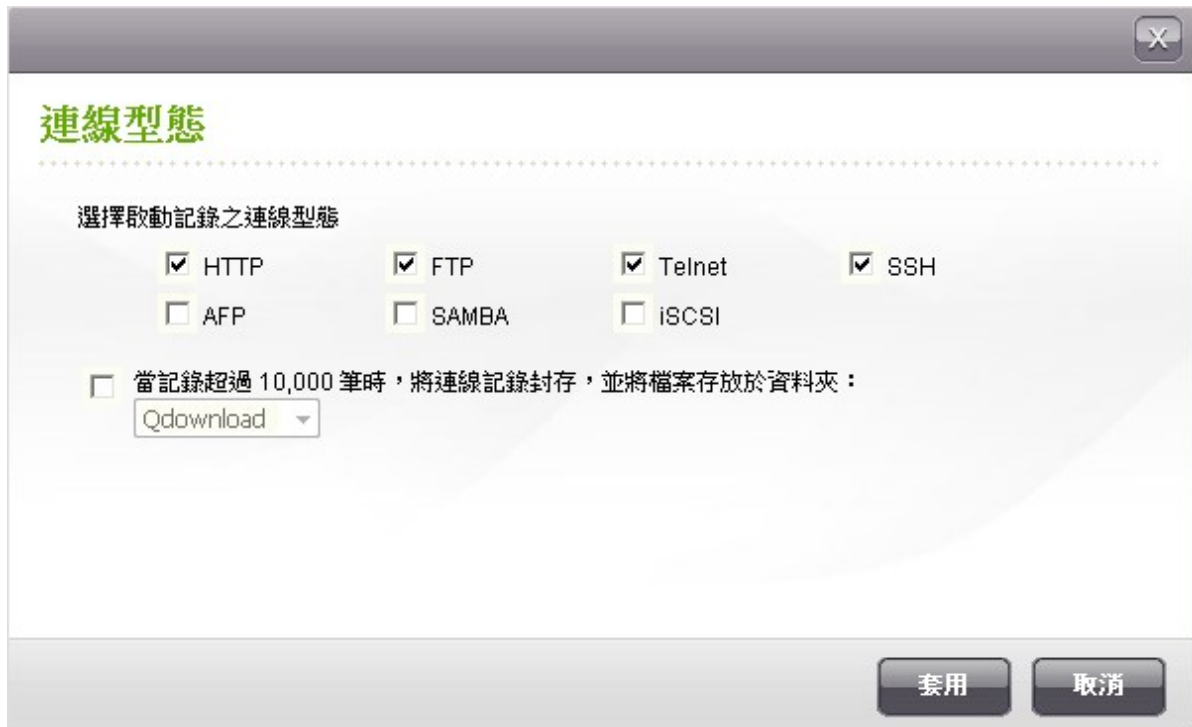 X
連線型態
選擇啟動記錄之連線型態
HTTP FTP Telnet SSH
AFP SAMBA iSCSI
當記錄超過 10,000 筆時，將連線記錄封存，並將檔案存放於資料夾：
Qdownload
套用 取消